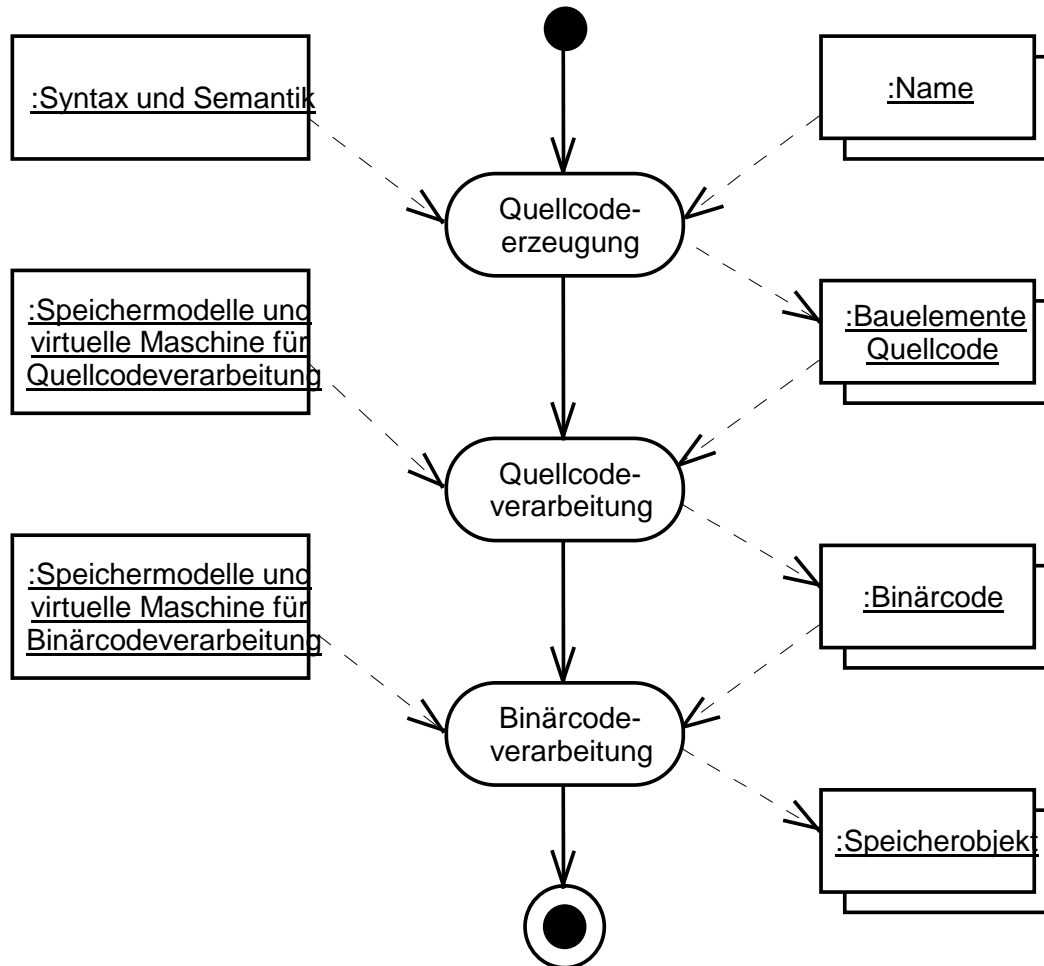 :Syntax und Semantik
:Name
Quellcode-
erzeugung
:Speichermodelle und
virtuelle Maschine für
Quellcodeverarbeitung
:Bauelemente
Quellcode
Quellcode-
verarbeitung
:Speichermodelle und
virtuelle Maschine für
Binärcodeverarbeitung
:Binärcode
Binärcode-
verarbeitung
:Speicherobjekt